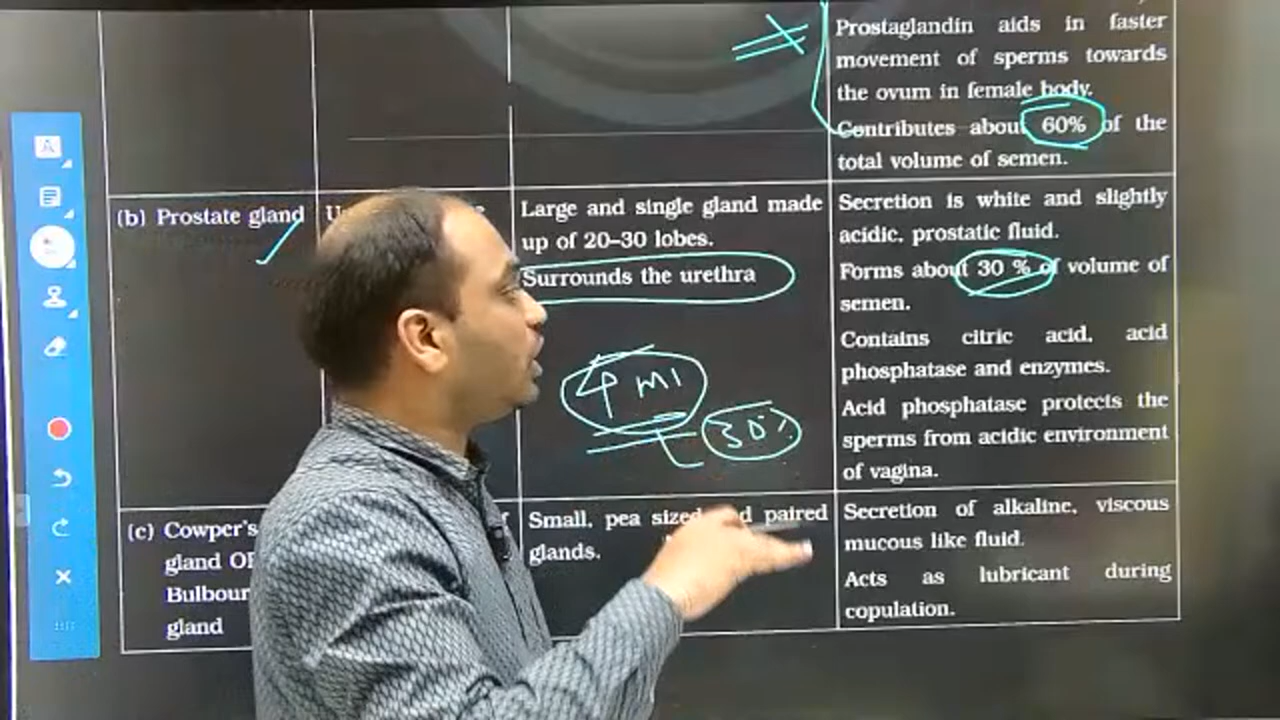 Prostaglandin aids in faster
movement of sperms towards
the ovum in female body.
Contributes about 60% of the
total volume of semen.
(b) Prostate gland
Large and single gland made
up of 20–30 lobes.
Surrounds the urethra
4 ml
30%
Secretion is white and slightly
acidic, prostatic fluid.
Forms about 30 % of volume of
semen.
Contains citric acid, acid
phosphatase and enzymes.
Acid phosphatase protects the
sperms from acidic environment
of vagina.
(c) Cowper's
gland
gland
Small, pea sized paired
glands.
Secretion of alkaline, viscous
mucous like fluid.
Acts as lubricant during
copulation.
A